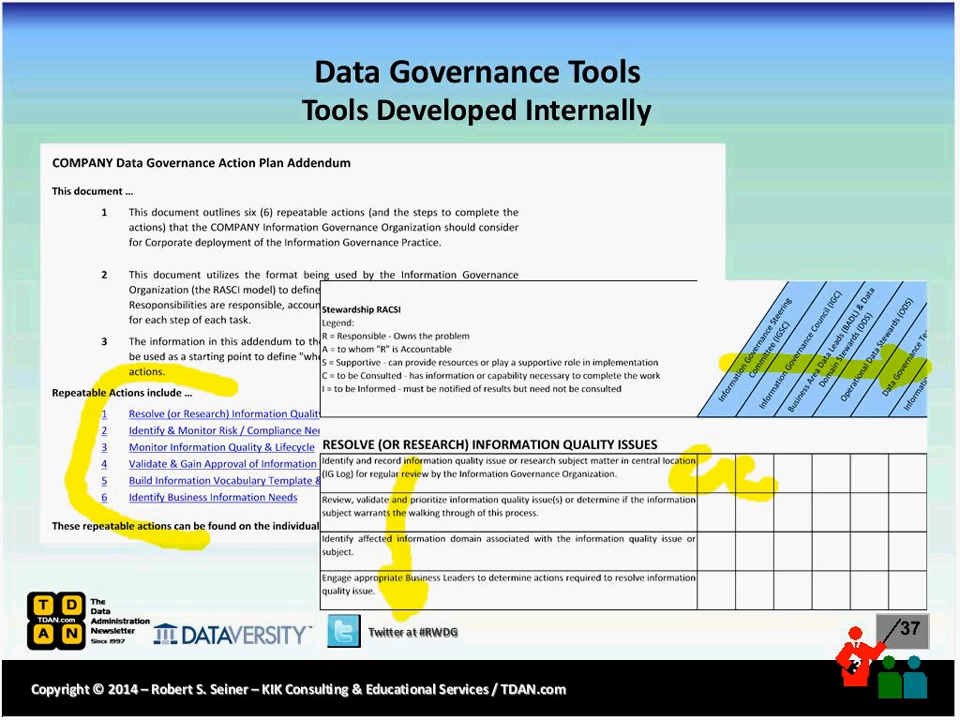 Data Governance Tools
Tools Developed Internally
COMPANY Data Governance Action Plan Addendum
This document ...
1 This document outlines six (6) repeatable actions (and the steps to complete the
actions) that the COMPANY Information Governance Organization should consider
for Corporate deployment of the Information Governance Practice.
2 This document utilizes the format being used by the Information Governance
Organization (the RASCI model) to define
Resoponsibilities are responsible, accoun
for each step of each task.
3 The information in this addendum to th
be used as a starting point to define "wh
actions.
Repeatable Actions include ...
1 Resolve (or Research) Information Qualit
2 Identify & Monitor Risk / Compliance Nee
3 Monitor Information Quality & Lifecycle
4 Validate & Gain Approval of Information
5 Build Information Vocabulary Template &
6 Identify Business Information Needs
These repeatable actions can be found on the individual
Stewardship RACSI
Legend:
R = Responsible - Owns the problem
A = to whom "R" is Accountable
S = Supportive - can provide resources or play a supportive role in implementation
C = to be Consulted - has information or capability necessary to complete the work
I = to be Informed - must be notified of results but need not be consulted
Information Governance Steering
Committee (IGSC)
Information Governance Council (IGC)
Business Area Data Leads (BADL) & Data
Domain Stewards (DDS)
Operational Data Stewards (ODS)
Data Governance Te
Informatio
RESOLVE (OR RESEARCH) INFORMATION QUALITY ISSUES
Identify and record information quality issue or research subject matter in central location
(IG Log) for regular review by the Information Governance Organization.
Review, validate and prioritize information quality issue(s) or determine if the information
subject warrants the walking through of this process.
Identify affected information domain associated with the information quality issue or
subject.
Engage appropriate Business Leaders to determine actions required to resolve information
quality issue.
T D
TDAN.com
A N
The
Data
Administration
Newsletter
Since 1997
DATAVERSITY
Twitter at #RWDG
/37
Copyright © 2014 – Robert S. Seiner – KIK Consulting & Educational Services / TDAN.com